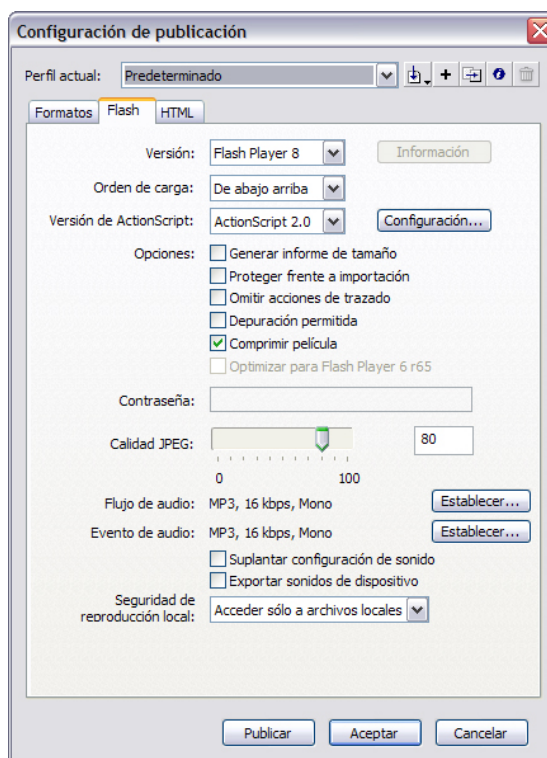 Configuración de publicación
Perfil actual: Predeterminado
Formatos Flash HTML
Versión: Flash Player 8 Información
Orden de carga: De abajo arriba
Versión de ActionScript: ActionScript 2.0 Configuración...
Opciones: Generar informe de tamaño
Proteger frente a importación
Omitir acciones de trazado
Depuración permitida
Comprimir película
Optimizar para Flash Player 6 r65
Contraseña:
Calidad JPEG: 80
0 100
Flujo de audio: MP3, 16 kbps, Mono Establecer...
Evento de audio: MP3, 16 kbps, Mono Establecer...
Suplantar configuración de sonido
Exportar sonidos de dispositivo
Seguridad de
reproducción local: Acceder sólo a archivos locales
Publicar Aceptar Cancelar